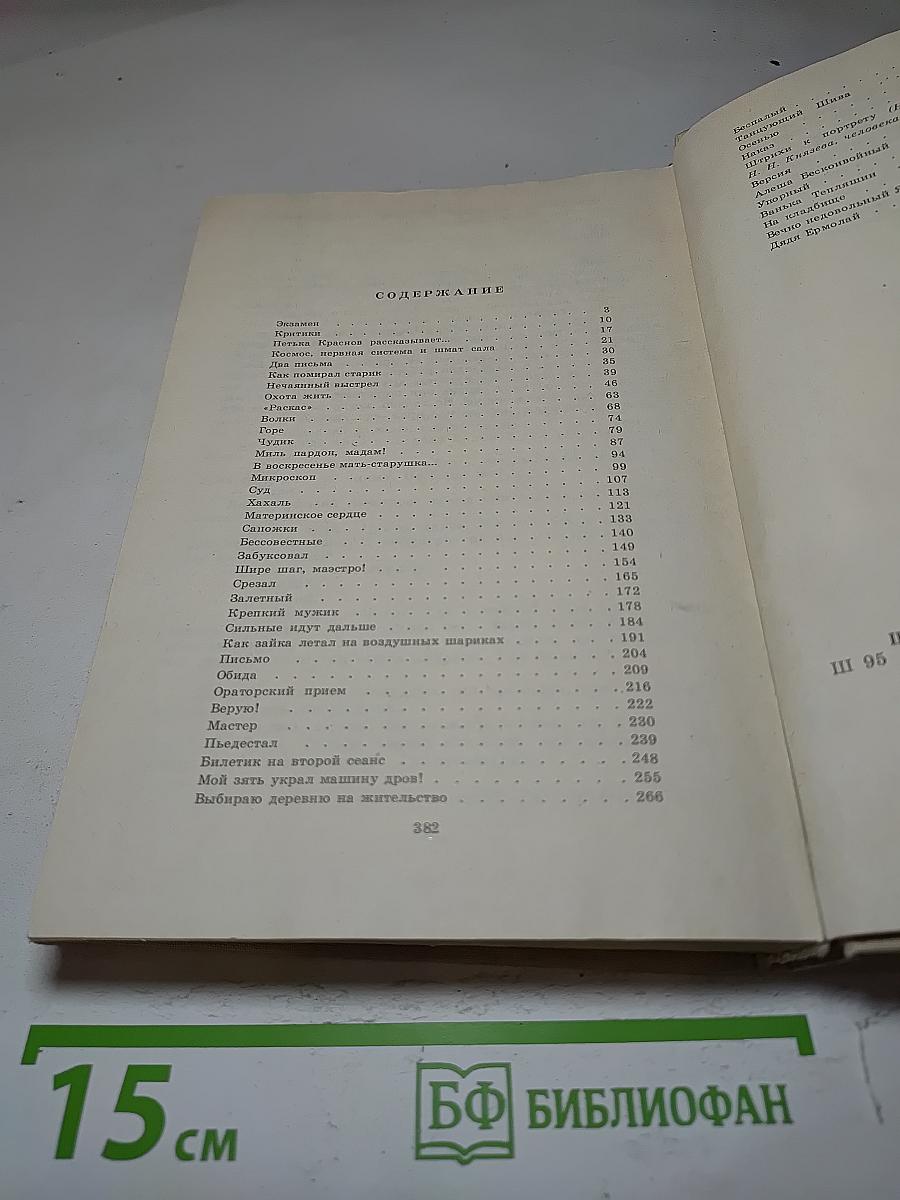 СОДЕРЖАНИЕ
Экзамен . . . 3
Критики . . . 10
Петька Краснов рассказывает... . . . 17
Космос, нервная система и шмат сала . . . 21
Два письма . . . 30
Как помирал старик . . . 35
Нечаянный выстрел . . . 39
Охота жить . . . 46
«Раскас» . . . 63
Волки . . . 68
Горе . . . 74
Чудик . . . 79
Миль пардон, мадам! . . . 87
В воскресенье мать-старушка... . . . 94
Микроскоп . . . 99
Суд . . . 107
Хахаль . . . 113
Материнское сердце . . . 121
Сапожки . . . 133
Бессовестные . . . 140
Забуксовал . . . 149
Шире шаг, маэстро! . . . 154
Срезал . . . 165
Залетный . . . 172
Крепкий мужик . . . 178
Сильные идут дальше . . . 184
Как зайка летал на воздушных шариках . . . 191
Письмо . . . 204
Обида . . . 209
Ораторский прием . . . 216
Верую! . . . 222
Мастер . . . 230
Пьедестал . . . 239
Билетик на второй сеанс . . . 248
Мой зять украл машину дров! . . . 255
Выбираю деревню на жительство . . . 266
382
Беспалый . . .
Танцующий Шива . . .
Осенью . . .
Наказ . . .
Штрихи к портрету
Н. Н. Князева, человека
Версия . . .
Алеша Бесконвойный
Упорный . . .
Ванька Тепляшин . . .
На кладбище . . .
Вечно недовольный Я
Дядя Ермолай . . .
Ш 95
15 см
БФ БИБЛИОФАН